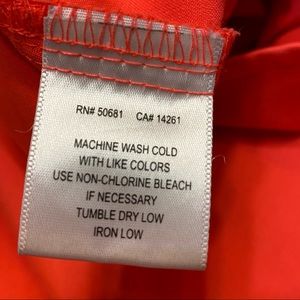 RN# 50681 CA# 14261
MACHINE WASH COLD
WITH LIKE COLORS
USE NON-CHLORINE BLEACH
IF NECESSARY
TUMBLE DRY LOW
IRON LOW